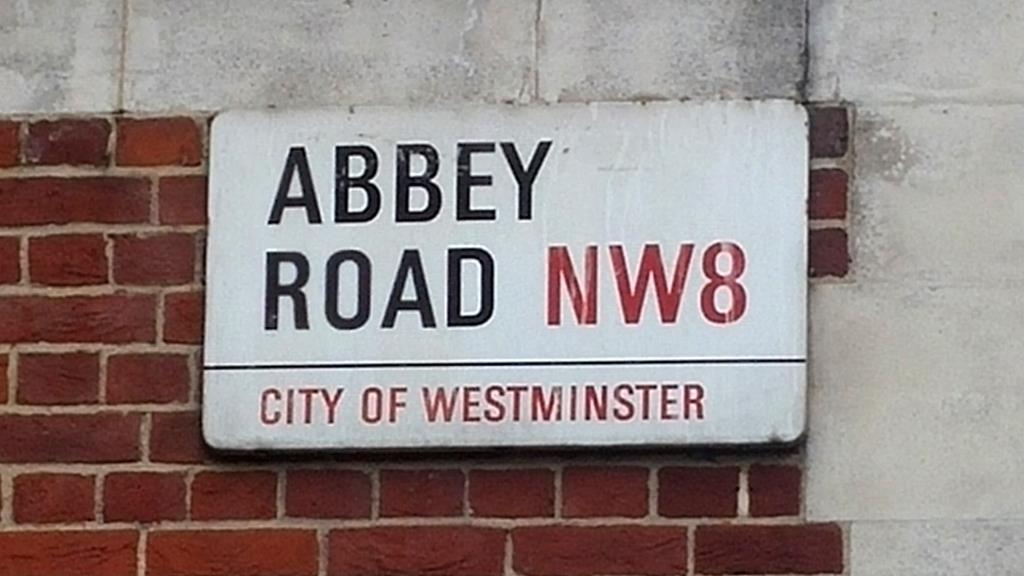 ABBEY
ROAD NW8
CITY OF WESTMINSTER